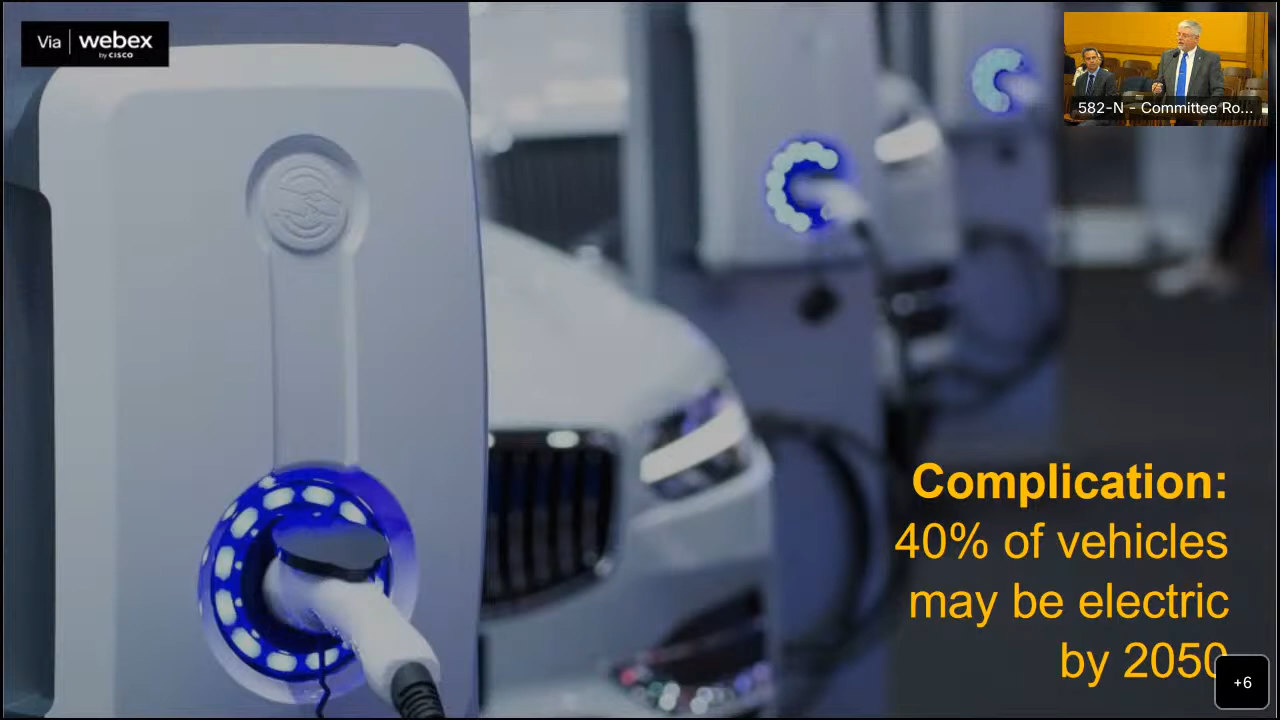 Via webex
by CISCO
582-N - Committee Ro...
Complication:
40% of vehicles
may be electric
by 2050
+6